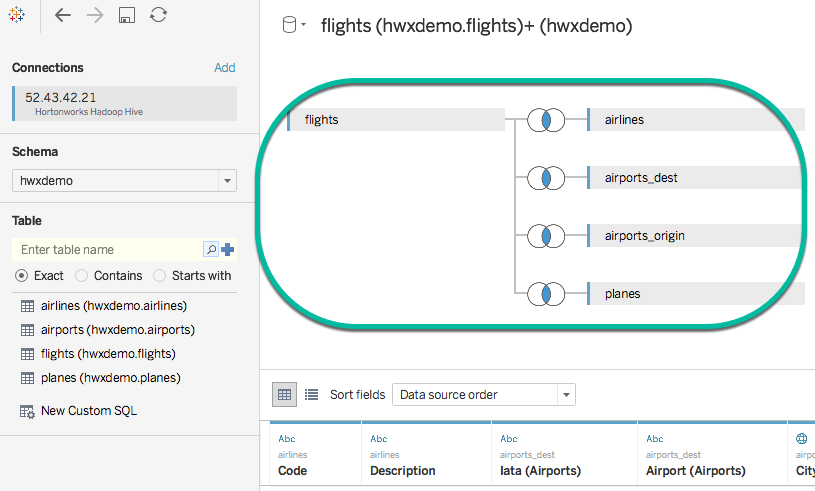 flights (hwxdemo.flights)+ (hwxdemo)
Connections Add
52.43.42.21
Hortonworks Hadoop Hive
Schema
hwxdemo
Table
Enter table name
Exact Contains Starts with
airlines (hwxdemo.airlines)
airports (hwxdemo.airports)
flights (hwxdemo.flights)
planes (hwxdemo.planes)
New Custom SQL
flights
airlines
airports_dest
airports_origin
planes
Sort fields Data source order
Abc Abc Abc Abc
airlines airlines airports_dest airports_dest airpo
Code Description Iata (Airports) Airport (Airports) City